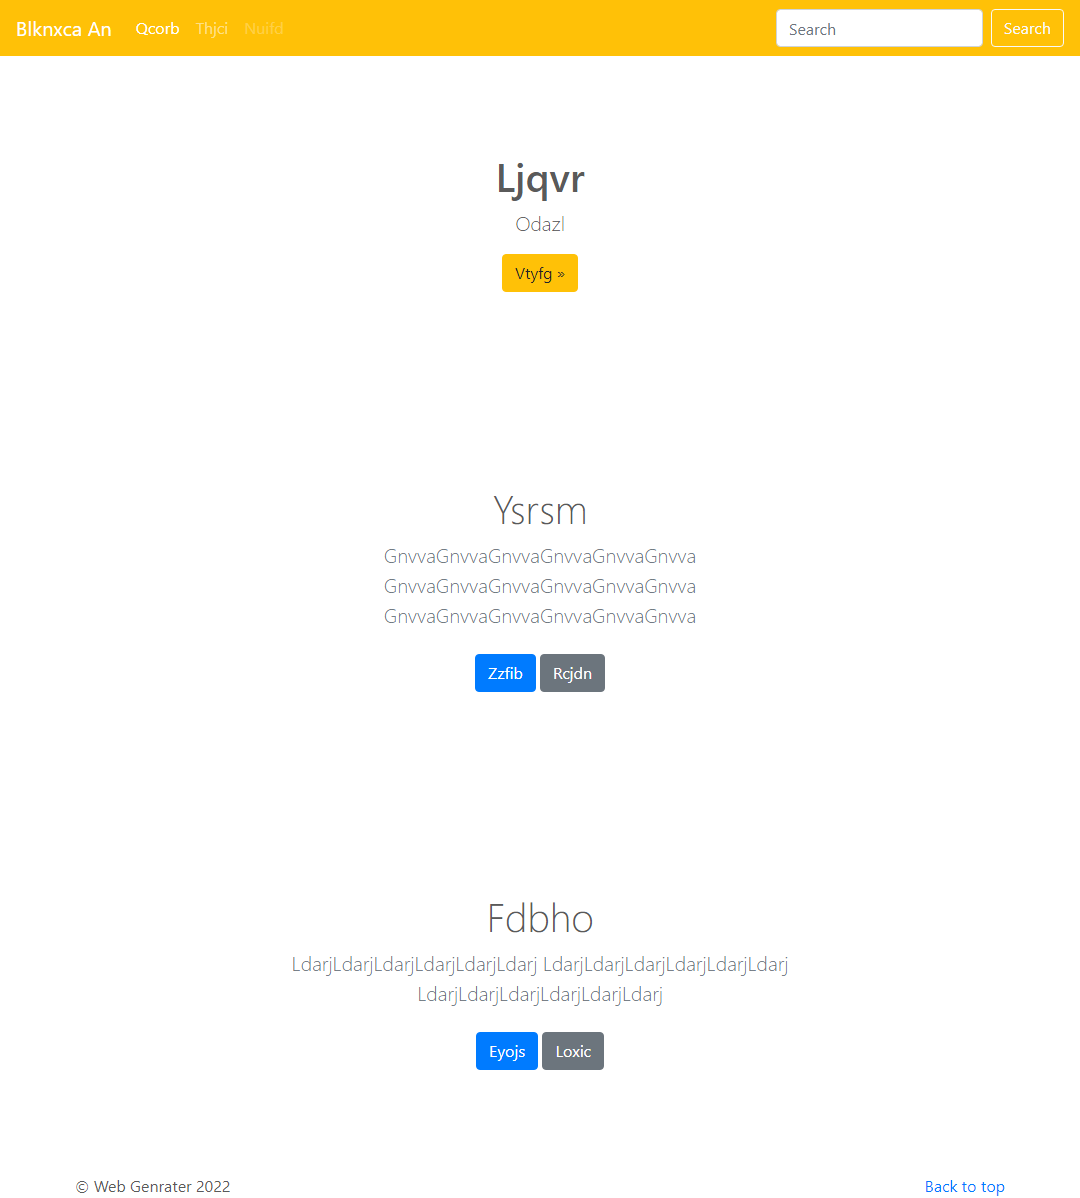 Blknxca An Qcorb Thjci Nuifd Search Search
Ljqvr
Odazl
Vtyfg »
Ysrsm
GnvvaGnvvaGnvvaGnvvaGnvvaGnvva
GnvvaGnvvaGnvvaGnvvaGnvvaGnvva
GnvvaGnvvaGnvvaGnvvaGnvvaGnvva
Zzfib Rcjdn
Fdbho
LdarjLdarjLdarjLdarjLdarjLdarj LdarjLdarjLdarjLdarjLdarjLdarj
LdarjLdarjLdarjLdarjLdarjLdarj
Eyojs Loxic
© Web Genrater 2022 Back to top